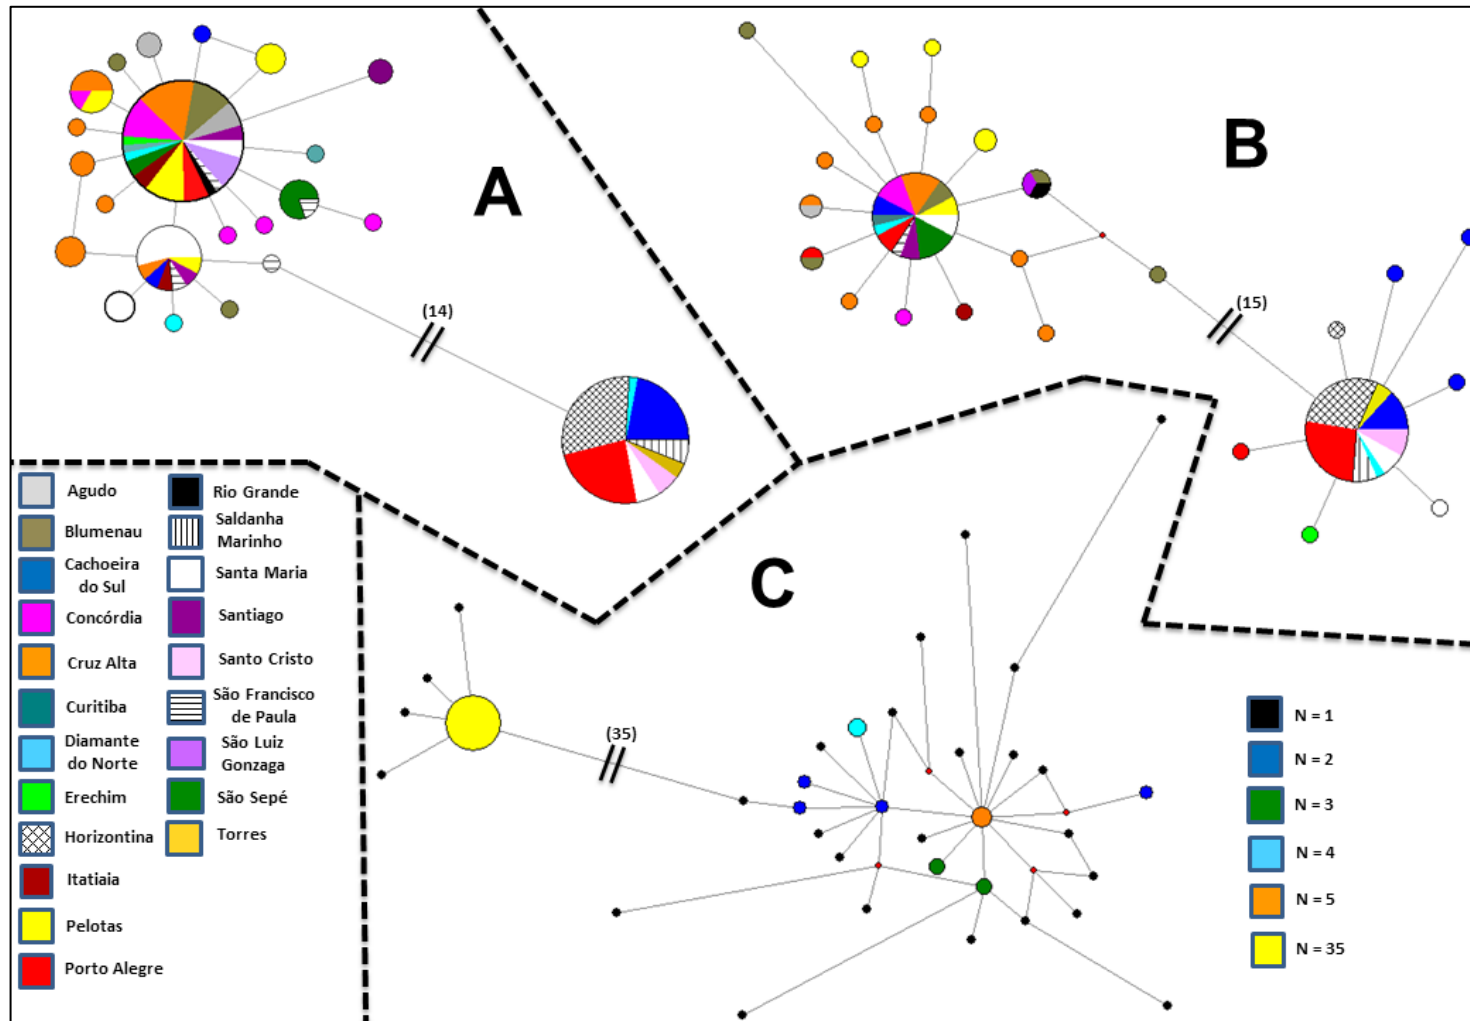 A
B
(14)
(15)
C
(35)
Agudo
Blumenau
Cachoeira
do Sul
Concórdia
Cruz Alta
Curitiba
Diamante
do Norte
Erechim
Horizontina
Itatiaia
Pelotas
Porto Alegre
Rio Grande
Saldanha
Marinho
Santa Maria
Santiago
Santo Cristo
São Francisco
de Paula
São Luiz
Gonzaga
São Sepé
Torres
N = 1
N = 2
N = 3
N = 4
N = 5
N = 35